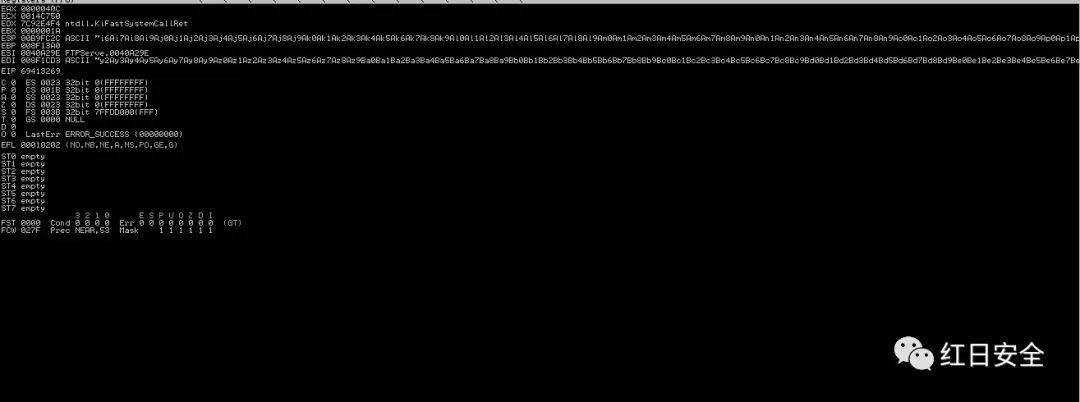 EAX 0000040C
ECX 0014C750
EDX 7C92E4F4 ntdll.KiFastSystemCallRet
EBX 0000001A
ESP 00B9FC2C ASCII "i6Ai7Ai8Ai9Aj0Aj1Aj2Aj3Aj4Aj5Aj6Aj7Aj8Aj9Ak0Ak1Ak2Ak3Ak4Ak5Ak6Ak7Ak8Ak9Al0Al1Al2Al3Al4Al5Al6Al7Al8Al9Am0Am1Am2Am3Am4Am5Am6Am7Am8Am9An0An1An2An3An4An5An6An7An8An9Ao0Ao1Ao2Ao3Ao4Ao5Ao6Ao7Ao8Ao9Ap0Ap1Ap
EBP 008F13A0
ESI 0040A29E FTPServe.0040A29E
EDI 008F1CD3 ASCII "y2Ay3Ay4Ay5Ay6Ay7Ay8Ay9Az0Az1Az2Az3Az4Az5Az6Az7Az8Az9Ba0Ba1Ba2Ba3Ba4Ba5Ba6Ba7Ba8Ba9Bb0Bb1Bb2Bb3Bb4Bb5Bb6Bb7Bb8Bb9Bc0Bc1Bc2Bc3Bc4Bc5Bc6Bc7Bc8Bc9Bd0Bd1Bd2Bd3Bd4Bd5Bd6Bd7Bd8Bd9Be0Be1Be2Be3Be4Be5Be6Be7Be
EIP 69413269
C 0 ES 0023 32bit 0(FFFFFFFF)
P 0 CS 001B 32bit 0(FFFFFFFF)
A 0 SS 0023 32bit 0(FFFFFFFF)
Z 0 DS 0023 32bit 0(FFFFFFFF)
S 0 FS 003B 32bit 7FFDD000(FFF)
T 0 GS 0000 NULL
D 0
O 0 LastErr ERROR_SUCCESS (00000000)
EFL 00010202 (NO,NB,NE,A,NS,PO,GE,G)
ST0 empty
ST1 empty
ST2 empty
ST3 empty
ST4 empty
ST5 empty
ST6 empty
ST7 empty
3 2 1 0 E S P U O Z D I
FST 0000 Cond 0 0 0 0 Err 0 0 0 0 0 0 0 0 (GT)
FCW 027F Prec NEAR,53 Mask 1 1 1 1 1 1
红日安全